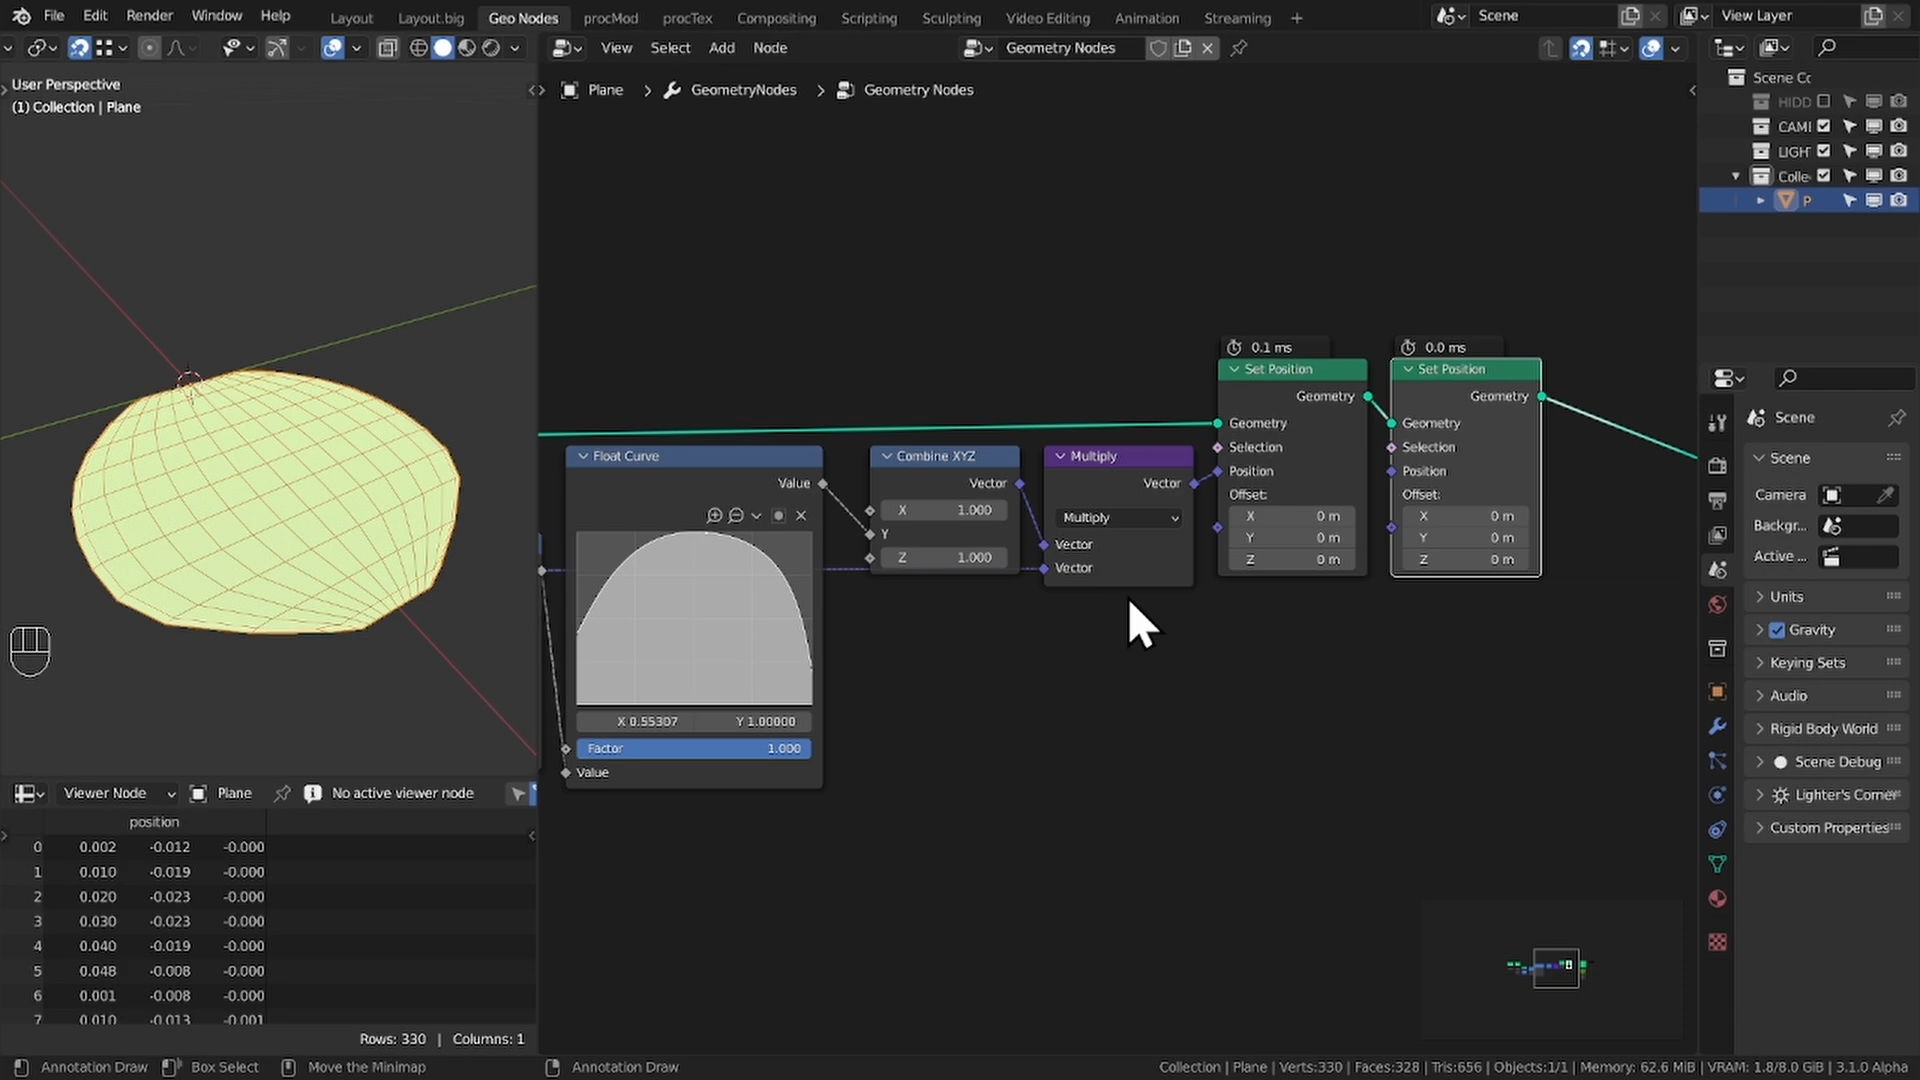 File Edit Render Window Help Layout Layout.big Geo Nodes procMod procTex Compositing Scripting Sculpting Video Editing Animation Streaming + Scene View Layer
View Select Add Node Geometry Nodes
User Perspective
(1) Collection | Plane
Plane > GeometryNodes > Geometry Nodes
Scene Cc
HIDD
CAMI
LIGH
Colle
P
0.1 ms
Set Position
Geometry
Geometry
Selection
Position
Offset:
X 0 m
Y 0 m
Z 0 m
0.0 ms
Set Position
Geometry
Geometry
Selection
Position
Offset:
X 0 m
Y 0 m
Z 0 m
Float Curve
Value
X 0.55307 Y 1.00000
Factor 1.000
Value
Combine XYZ
Vector
X 1.000
Y
Z 1.000
Multiply
Vector
Multiply
Vector
Vector
Scene
Scene
Camera
Backgr...
Active ...
Units
Gravity
Keying Sets
Audio
Rigid Body World
Scene Debug
Lighter's Corner
Custom Properties
Viewer Node Plane No active viewer node
position
0 0.002 -0.012 -0.000
1 0.010 -0.019 -0.000
2 0.020 -0.023 -0.000
3 0.030 -0.023 -0.000
4 0.040 -0.019 -0.000
5 0.048 -0.008 -0.000
6 0.001 -0.008 -0.000
7 0.010 -0.013 -0.001
Rows: 330 | Columns: 1
Annotation Draw Box Select Move the Minimap Annotation Draw Collection | Plane | Verts:330 | Faces:328 | Tris:656 | Objects:1/1 | Memory: 62.6 MiB | VRAM: 1.8/8.0 GiB | 3.1.0 Alpha